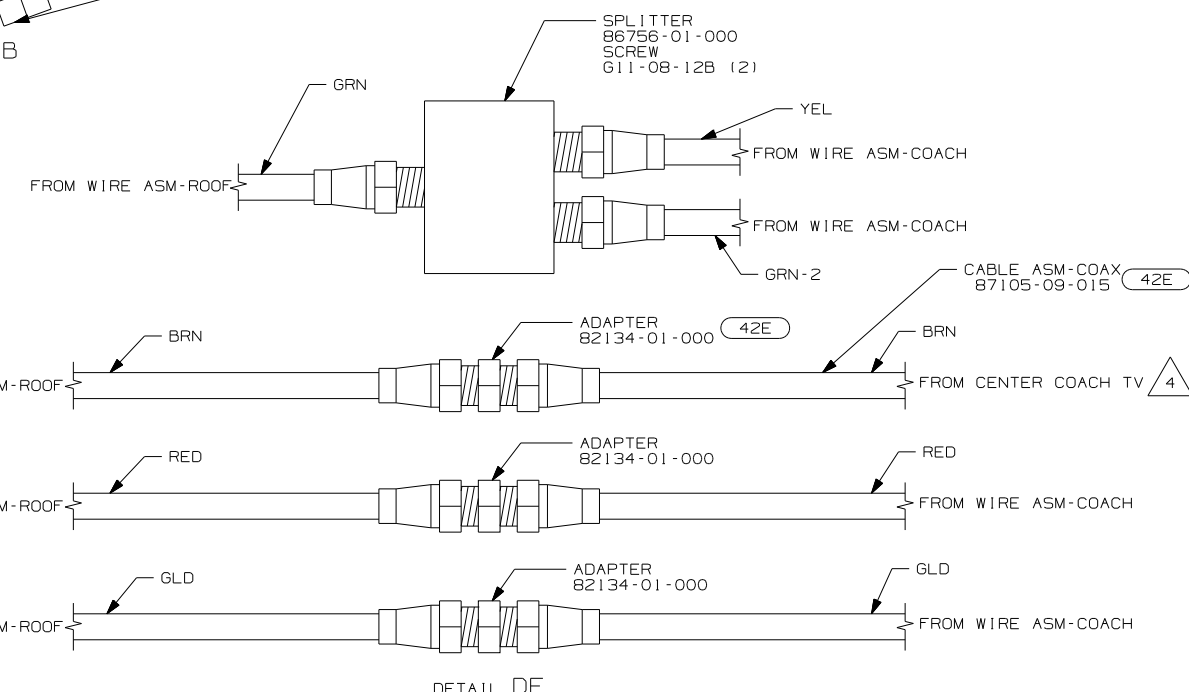 B
SPLITTER
86756-01-000
SCREW
G11-08-12B (2)
GRN
YEL
FROM WIRE ASM-COACH
FROM WIRE ASM-ROOF
FROM WIRE ASM-COACH
GRN-2
CABLE ASM-COAX
87105-09-015 42E
ADAPTER
82134-01-000 42E
BRN
BRN
M-ROOF
FROM CENTER COACH TV 4
ADAPTER
82134-01-000
RED
RED
M-ROOF
FROM WIRE ASM-COACH
ADAPTER
82134-01-000
GLD
GLD
M-ROOF
FROM WIRE ASM-COACH
DETAIL DE